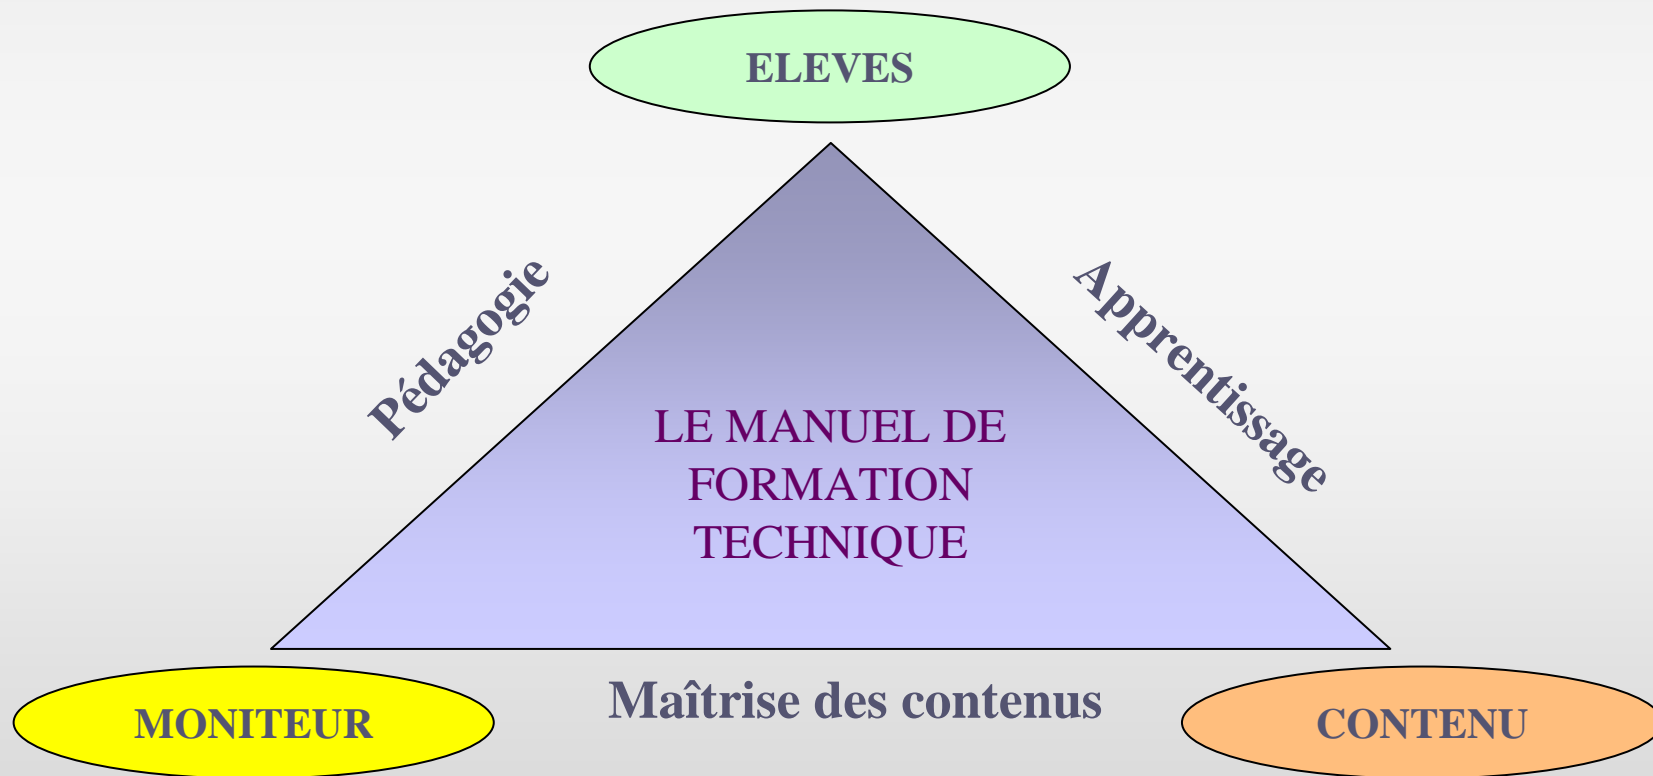 ELEVES
Pédagogie
Apprentissage
LE MANUEL DE
FORMATION
TECHNIQUE
Maîtrise des contenus
MONITEUR
CONTENU